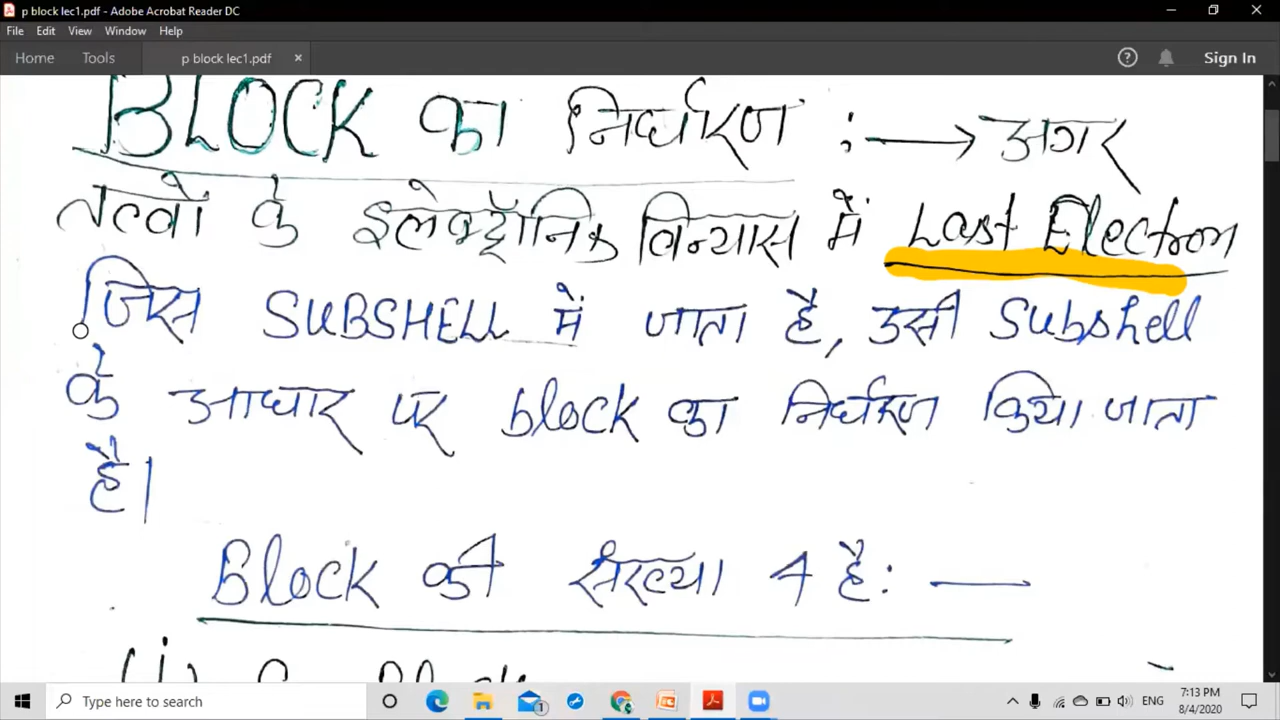 p block lec1.pdf - Adobe Acrobat Reader DC
File Edit View Window Help
Home Tools p block lec1.pdf × Sign In
BLOCK का निर्धारण :→ अगर
तत्वों के इलेक्ट्रॉनिक विन्यास में Last Electron
जिस SUBSHELL में जाता है, उसी Subshell
के आधार पर block का निर्धारण किया जाता
है।
Block की संख्या 4 है: —
(i) S Block
Type here to search
ENG 7:13 PM
8/4/2020